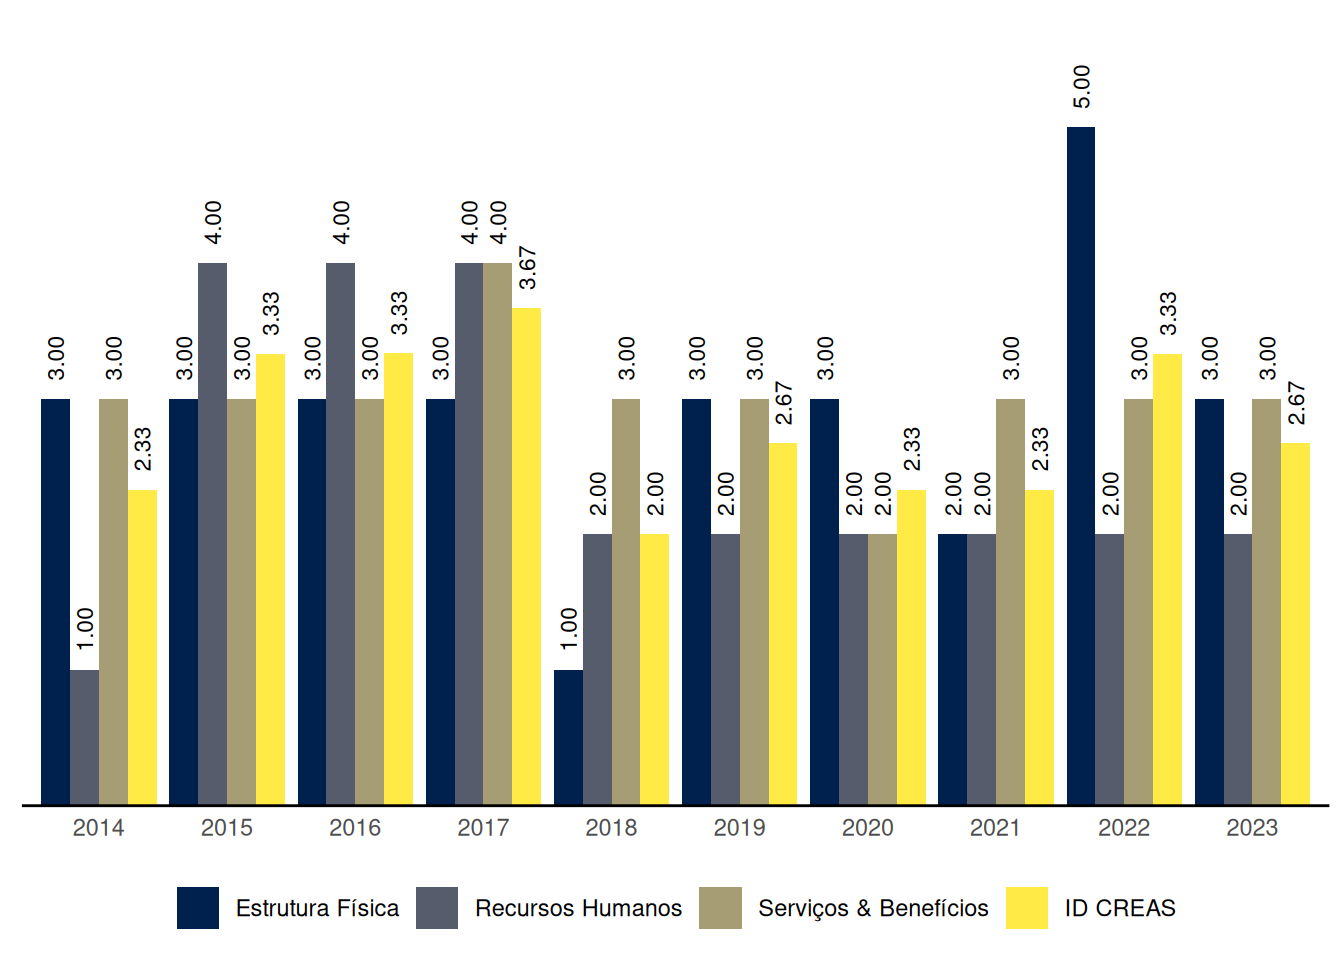 5.00
4.00 4.00 4.00 4.00
3.00 3.00 2.33 3.00 3.00 3.33 3.00 3.00 3.33 3.00 3.67 3.00 3.00 3.00 2.67 3.00 2.33 3.00 2.33 3.00 3.33 3.00 3.00 2.67
2.00 2.00 2.00 2.00 2.00 2.00 2.00 2.00 2.00
1.00 1.00
2014 2015 2016 2017 2018 2019 2020 2021 2022 2023
Estrutura Física Recursos Humanos Serviços & Benefícios ID CREAS